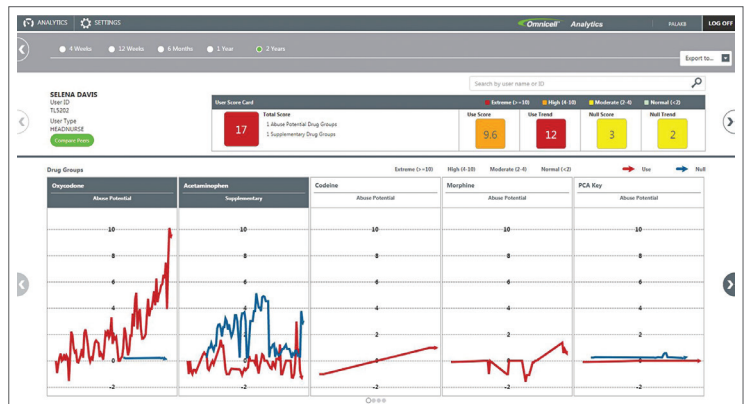 ANALYTICS SETTINGS Omnicell Analytics PALAKB LOG OFF
4 Weeks 12 Weeks 6 Months 1 Year 2 Years
Export to...
Search by user name or ID
SELENA DAVIS
User ID
TL5202
User Type
HEADNURSE
Compare Peers
User Score Card Extreme (>=10) High (4-10) Moderate (2-4) Normal (<2)
17
Total Score
1 Abuse Potential Drug Groups
1 Supplementary Drug Groups
Use Score Use Trend Null Score Null Trend
9.6 12 3 2
Drug Groups Extreme (>=10) High (4-10) Moderate (2-4) Normal (<2) Use Null
Oxycodone Acetaminophen Codeine Morphine PCA Key
Abuse Potential Supplementary Abuse Potential Abuse Potential Abuse Potential
10 10 10 10 10
8 8 8 8 8
6 6 6 6 6
4 4 4 4 4
2 2 2 2 2
0 0 0 0 0
-2 -2 -2 -2 -2